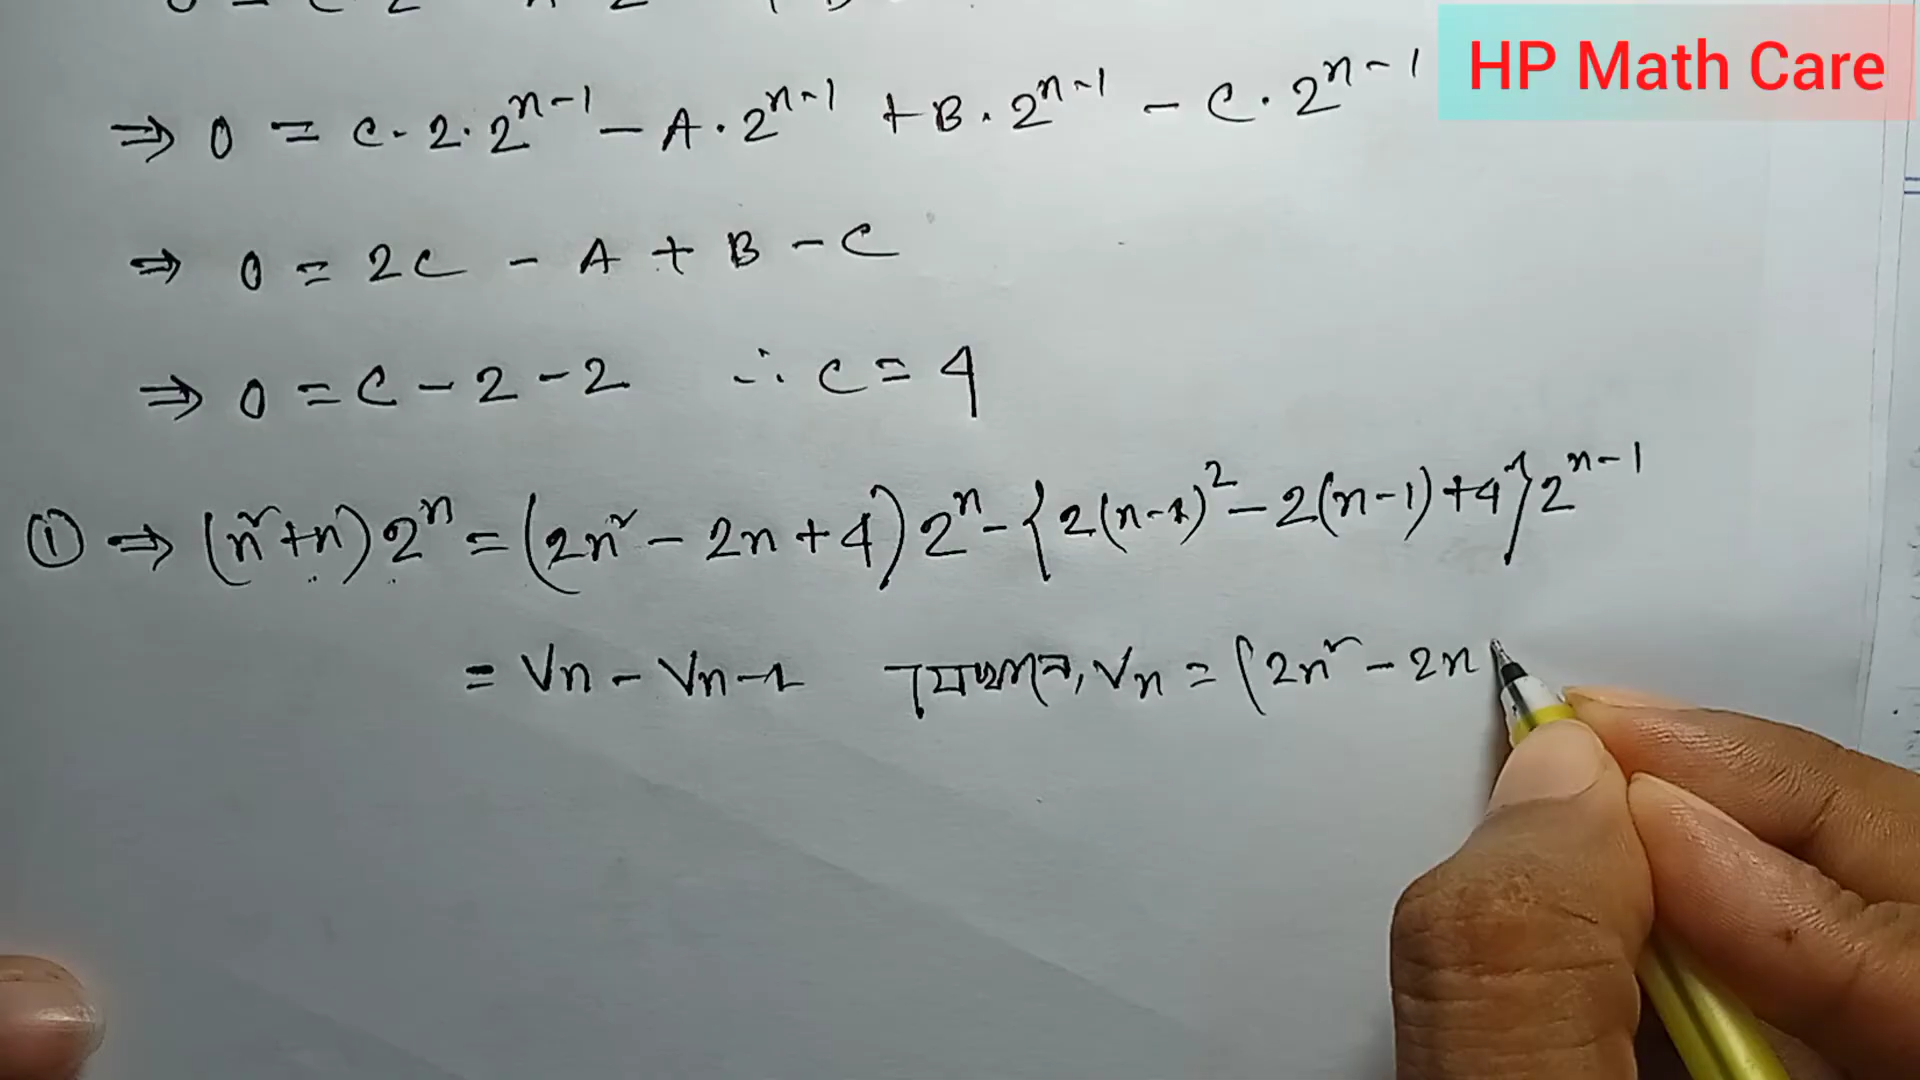 HP Math Care
⇒ 0 = C · 2 · 2^{n-1} - A · 2^{n-1} + B · 2^{n-1} - C · 2^{n-1}
⇒ 0 = 2C - A + B - C
⇒ 0 = C - 2 - 2 ∴ C = 4
① ⇒ (n² + n) 2^n = (2n² - 2n + 4) 2^n - {2(n-1)² - 2(n-1) + 4} 2^{n-1}
= Vn - Vn-1 যেখানে, Vn = (2n² - 2n